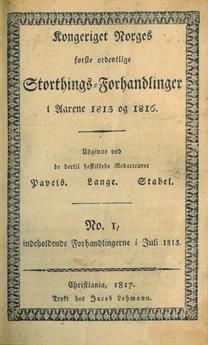 Kongeriget Norges
første ordentlige
Storthings-Forhandlinger
i Aarene 1815 og 1816.
Udgivne ved
de dertil beskikkede Redacteurer
Pavels. Lange. Stabel.
No. 1,
indeholdende Forhandlingerne i Juli 1815.
Christiania, 1817.
Trykt hos Jacob Lehmann.